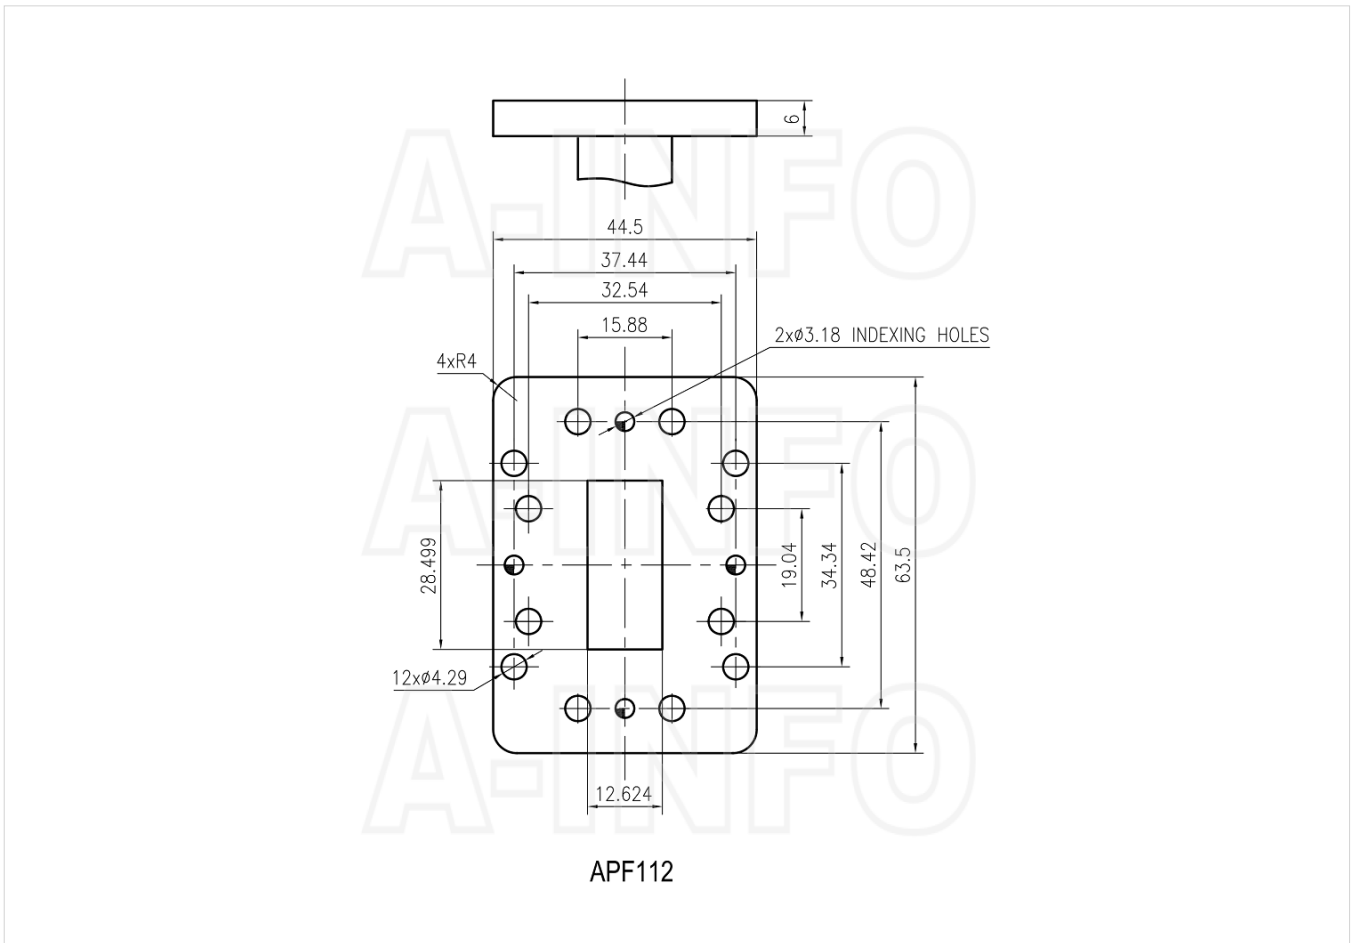 A-INFO
6
44.5
37.44
32.54
15.88
2xø3.18 INDEXING HOLES
4xR4
A-INFO
28.499
19.04
34.34
48.42
63.5
12xø4.29
A-INFO
12.624
APF112